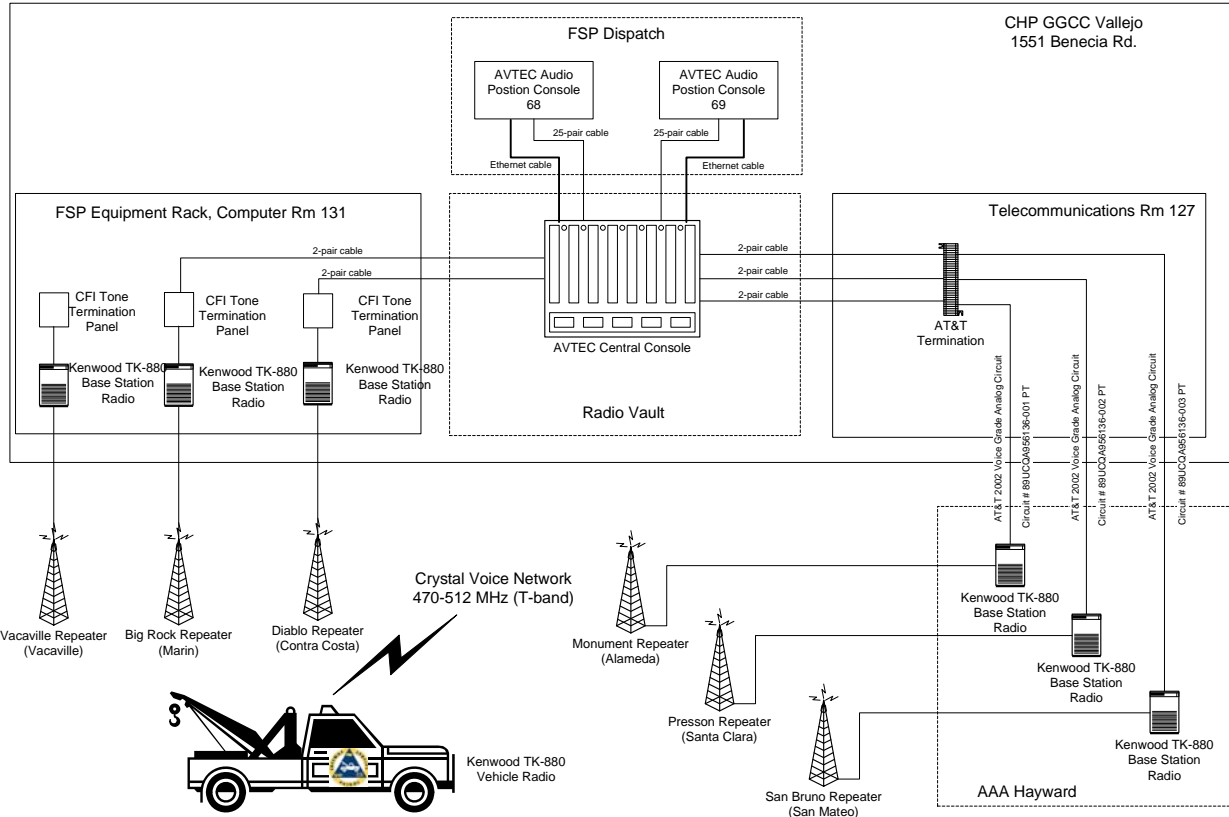 CHP GGCC Vallejo
1551 Benecia Rd.
FSP Dispatch
AVTEC Audio
Postion Console
68
AVTEC Audio
Postion Console
69
25-pair cable
25-pair cable
Ethernet cable
Ethernet cable
FSP Equipment Rack, Computer Rm 131
Telecommunications Rm 127
2-pair cable
2-pair cable
2-pair cable
2-pair cable
2-pair cable
CFI Tone
Termination
Panel
CFI Tone
Termination
Panel
CFI Tone
Termination
Panel
AT&T
Termination
AVTEC Central Console
Kenwood TK-880
Base Station
Radio
Kenwood TK-880
Base Station
Radio
Kenwood TK-880
Base Station
Radio
Radio Vault
AT&T 2002 Voice Grade Analog Circuit
Circuit # 89UCQA956136-001 PT
AT&T 2002 Voice Grade Analog Circuit
Circuit # 89UCQA956136-002 PT
AT&T 2002 Voice Grade Analog Circuit
Circuit # 89UCQA956136-003 PT
Vacaville Repeater
(Vacaville)
Big Rock Repeater
(Marin)
Diablo Repeater
(Contra Costa)
Crystal Voice Network
470-512 MHz (T-band)
Monument Repeater
(Alameda)
Kenwood TK-880
Base Station
Radio
Presson Repeater
(Santa Clara)
Kenwood TK-880
Base Station
Radio
San Bruno Repeater
(San Mateo)
Kenwood TK-880
Base Station
Radio
Kenwood TK-880
Vehicle Radio
AAA Hayward